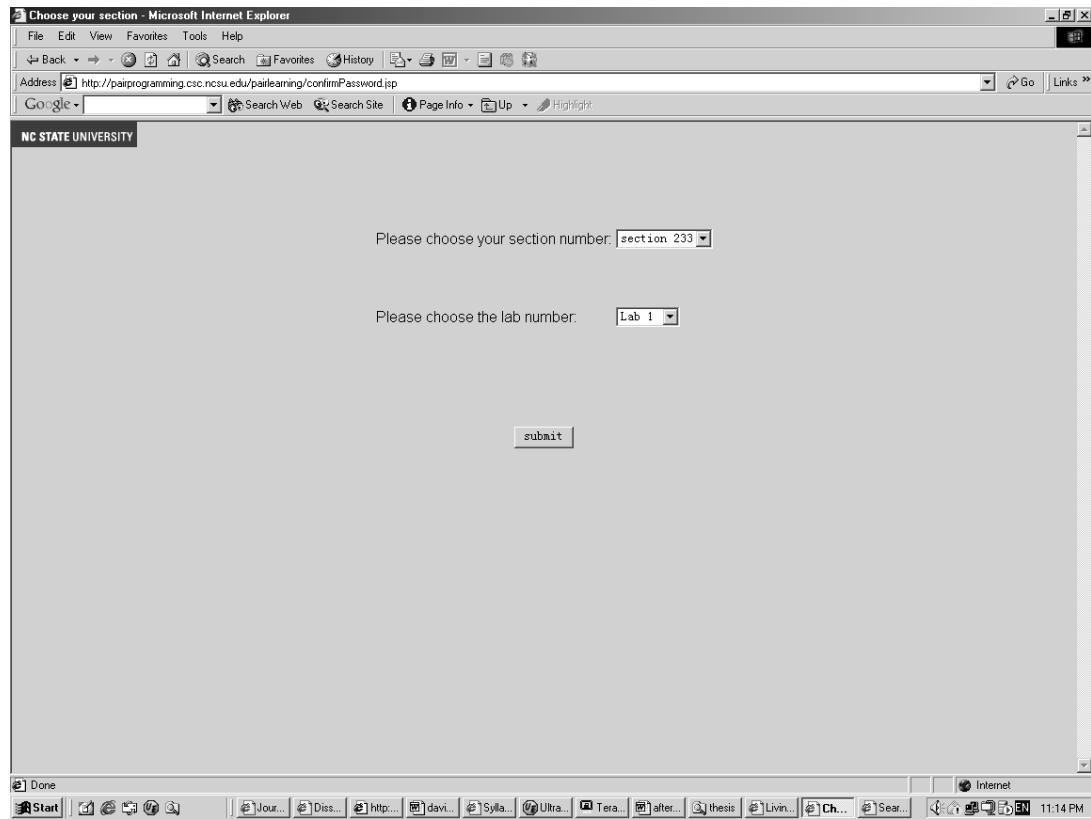 Choose your section - Microsoft Internet Explorer
File Edit View Favorites Tools Help
Back Search Favorites History
Address http://pairprogramming.csc.ncsu.edu/pairlearning/confirmPassword.jsp Go Links »
Google Search Web Search Site Page Info Up Highlight
NC STATE UNIVERSITY
Please choose your section number: section 233
Please choose the lab number: Lab 1
submit
Done Internet
Start Jour... Diss... http:... davi... Sylla... Ultra... Tera... after... thesis Livin... Ch... Sear... EN 11:14 PM